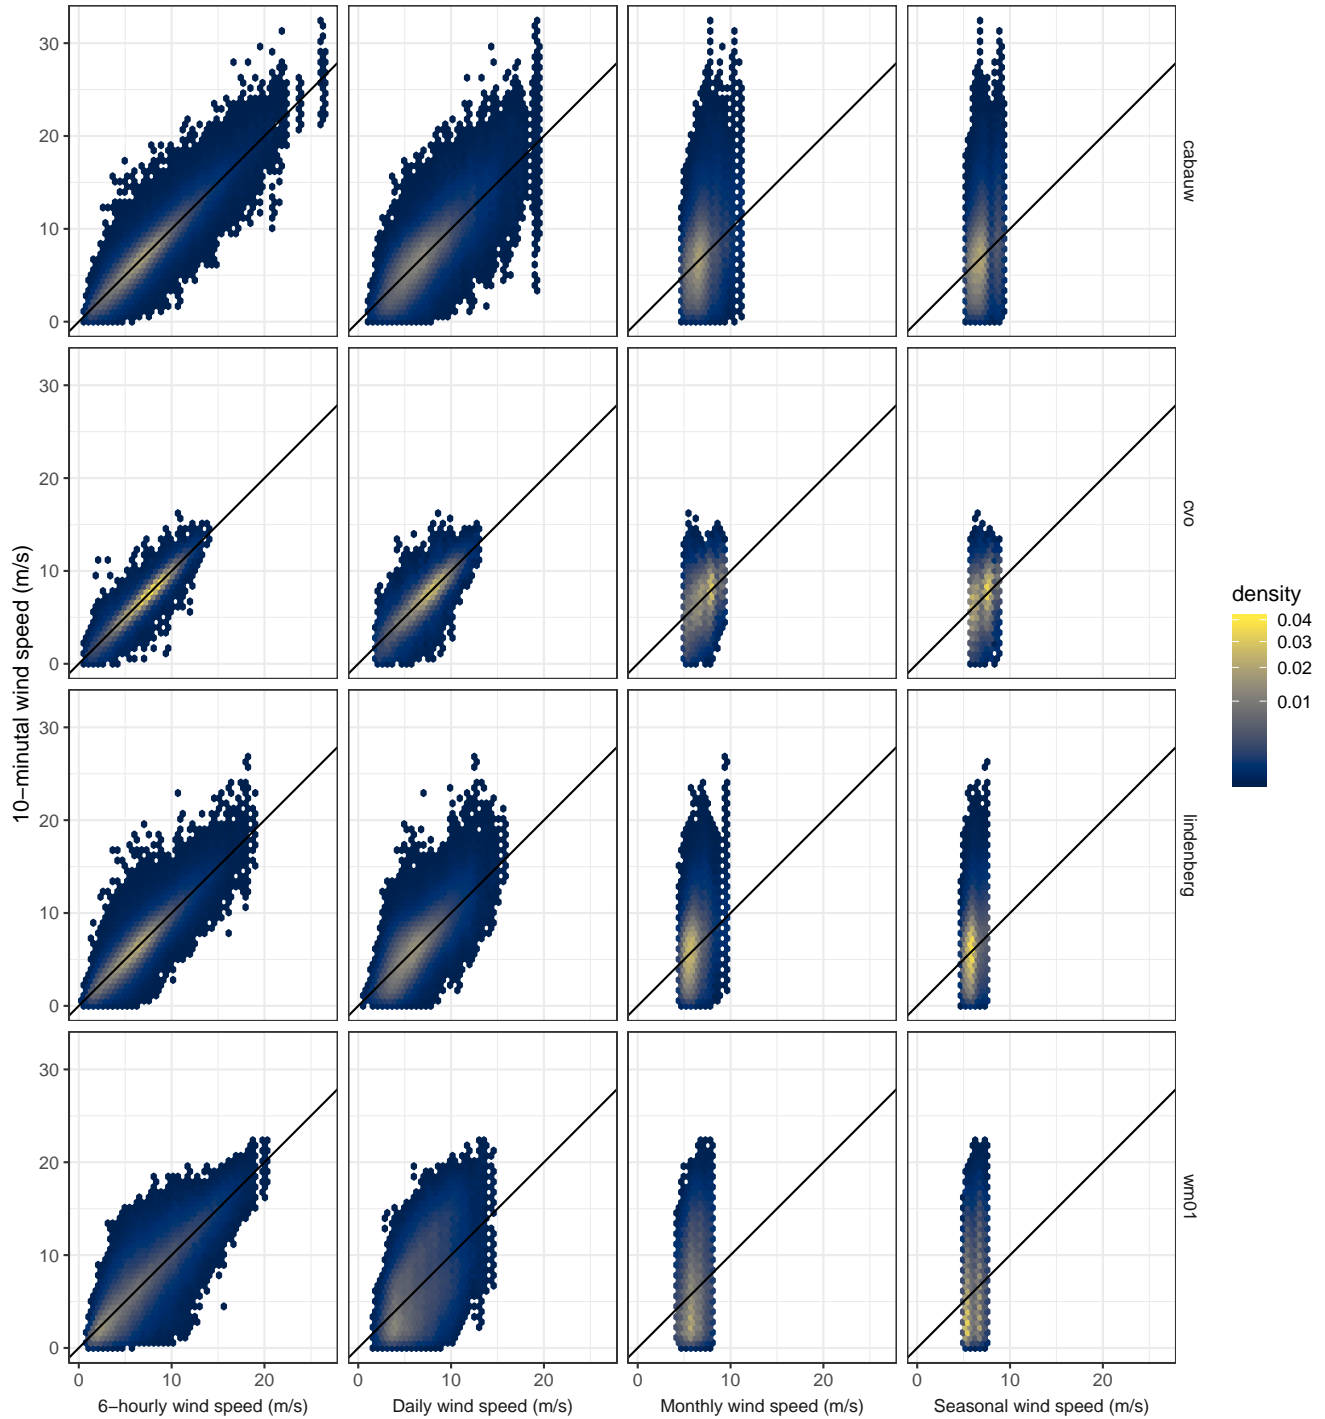 30
20
10
0
cabauw
30
20
10
0
cvo
30
20
10
0
lindenberg
30
20
10
0
wm01
10−minutal wind speed (m/s)
0 10 20
0 10 20
0 10 20
0 10 20
6−hourly wind speed (m/s)
Daily wind speed (m/s)
Monthly wind speed (m/s)
Seasonal wind speed (m/s)
density
0.04
0.03
0.02
0.01